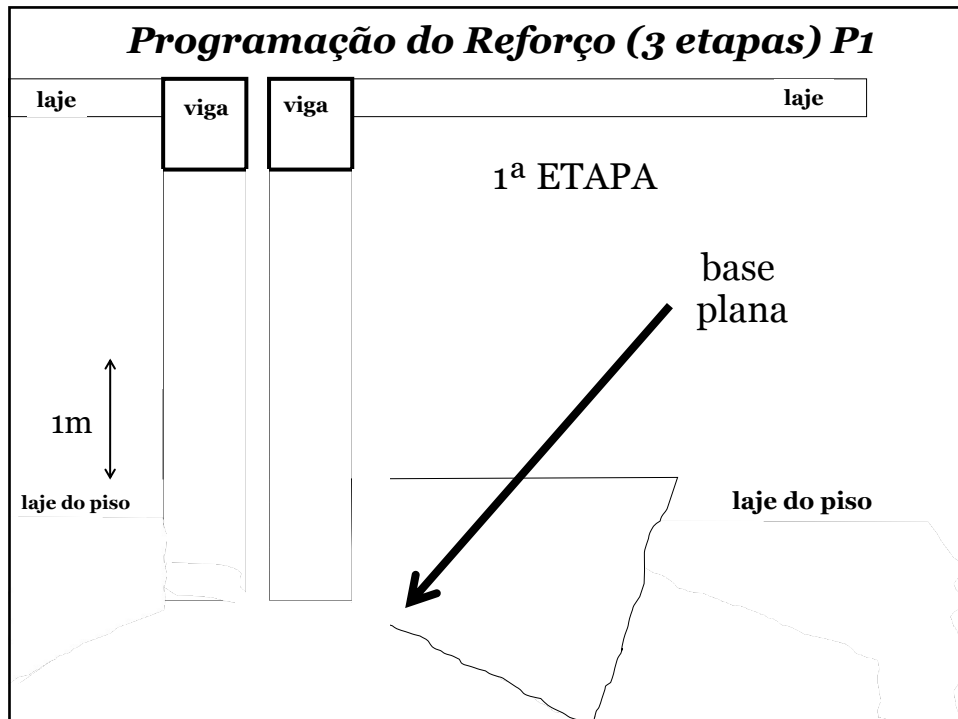 Programação do Reforço (3 etapas) P1
laje
viga
viga
laje
1ª ETAPA
base
plana
1m
laje do piso
laje do piso